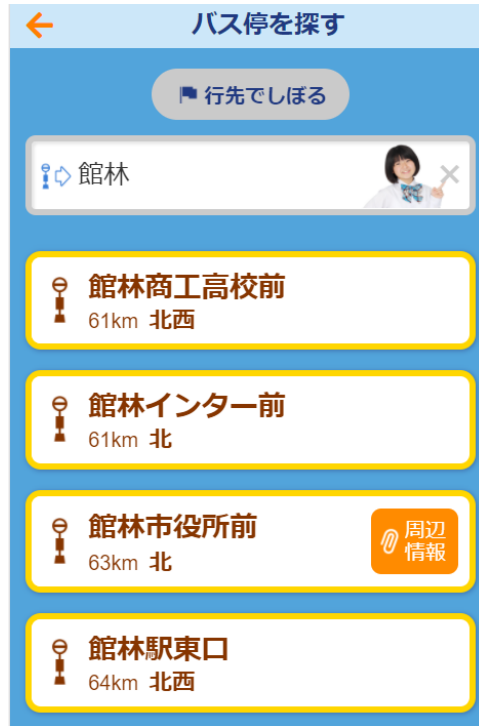 バス停を探す
行先でしぼる
館林
館林商工高校前
61km 北西
館林インター前
61km 北
館林市役所前
63km 北
周辺
情報
館林駅東口
64km 北西